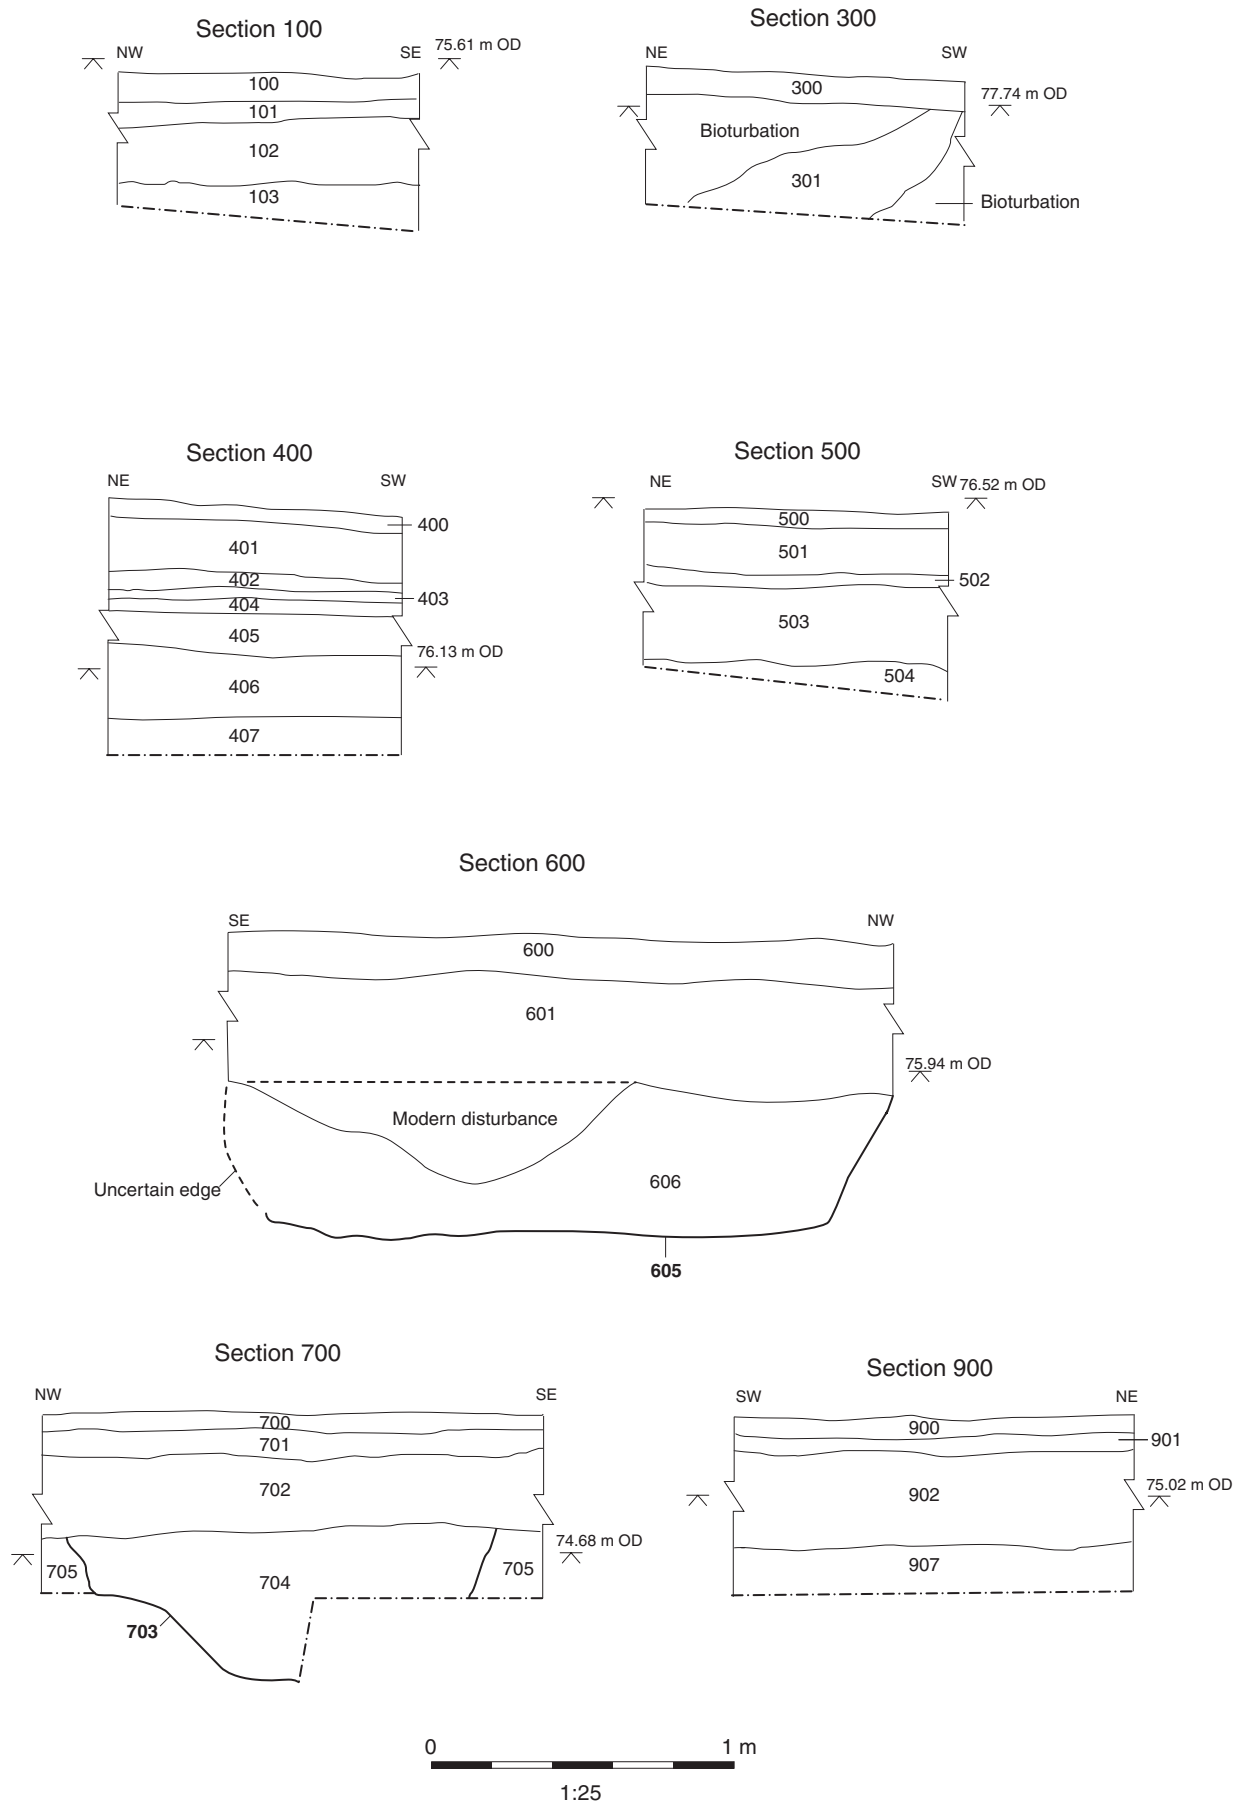 Section 100
NW SE 75.61 m OD
100
101
102
103
Section 300
NE SW
77.74 m OD
300
Bioturbation
301
Bioturbation
Section 400
NE SW
400
401
402
403
404
405
76.13 m OD
406
407
Section 500
NE SW 76.52 m OD
500
501
502
503
504
Section 600
SE NW
600
601
75.94 m OD
Modern disturbance
Uncertain edge
606
605
Section 700
NW SE
700
701
702
74.68 m OD
705 704 705
703
Section 900
SW NE
900
901
902
75.02 m OD
907
0 1 m
1:25